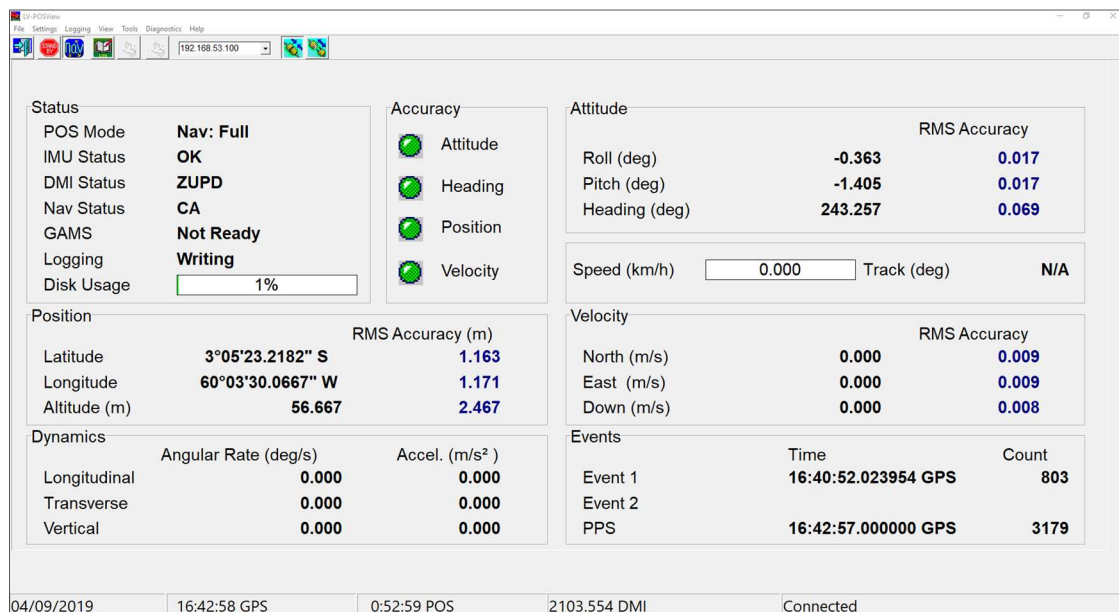 LV-POSView
File Settings Logging View Tools Diagnostics Help
STAND BY nav 192.168.53.100
Status
POS Mode Nav: Full
IMU Status OK
DMI Status ZUPD
Nav Status CA
GAMS Not Ready
Logging Writing
Disk Usage 1%
Accuracy
Attitude
Heading
Position
Velocity
Attitude
RMS Accuracy
Roll (deg) -0.363 0.017
Pitch (deg) -1.405 0.017
Heading (deg) 243.257 0.069
Speed (km/h) 0.000 Track (deg) N/A
Position
RMS Accuracy (m)
Latitude 3°05'23.2182" S 1.163
Longitude 60°03'30.0667" W 1.171
Altitude (m) 56.667 2.467
Velocity
RMS Accuracy
North (m/s) 0.000 0.009
East (m/s) 0.000 0.009
Down (m/s) 0.000 0.008
Dynamics
Angular Rate (deg/s) Accel. (m/s² )
Longitudinal 0.000 0.000
Transverse 0.000 0.000
Vertical 0.000 0.000
Events
Time Count
Event 1 16:40:52.023954 GPS 803
Event 2
PPS 16:42:57.000000 GPS 3179
04/09/2019 16:42:58 GPS 0:52:59 POS 2103.554 DMI Connected